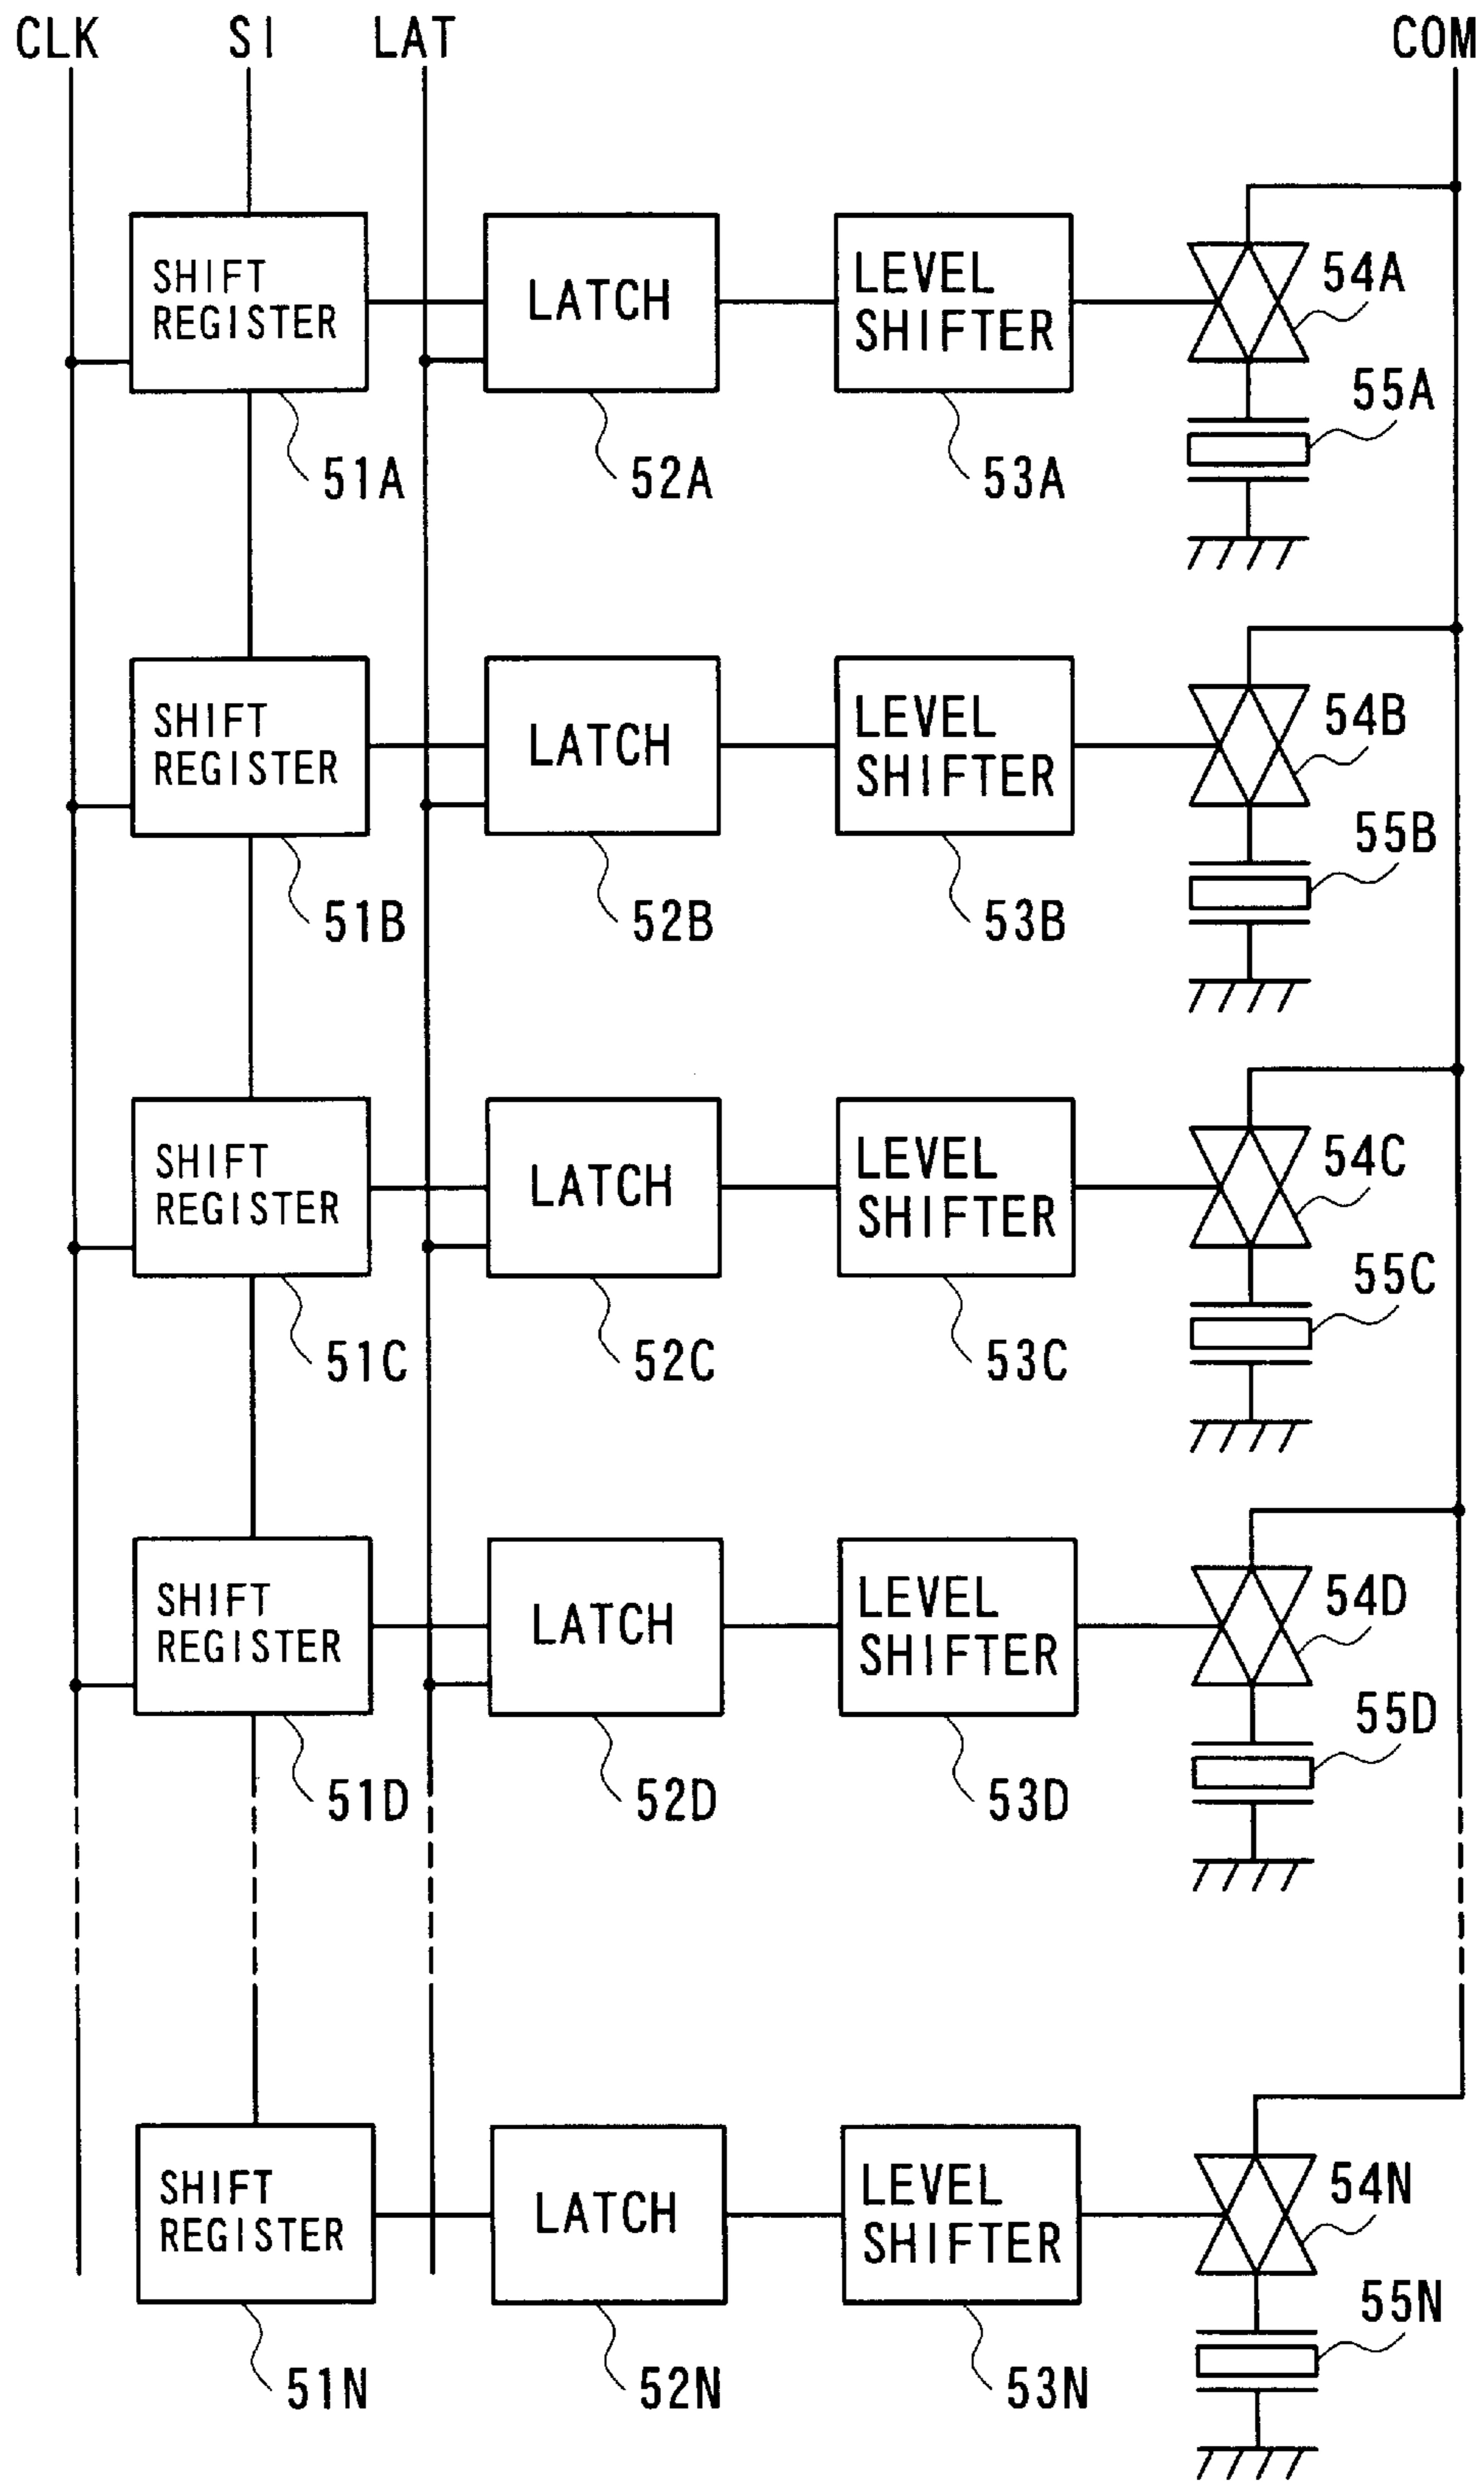 CLK SI LAT COM
SHIFT
REGISTER
LATCH
LEVEL
SHIFTER
54A
55A
51A 52A 53A
SHIFT
REGISTER
LATCH
LEVEL
SHIFTER
54B
55B
51B 52B 53B
SHIFT
REGISTER
LATCH
LEVEL
SHIFTER
54C
55C
51C 52C 53C
SHIFT
REGISTER
LATCH
LEVEL
SHIFTER
54D
55D
51D 52D 53D
SHIFT
REGISTER
LATCH
LEVEL
SHIFTER
54N
55N
51N 52N 53N